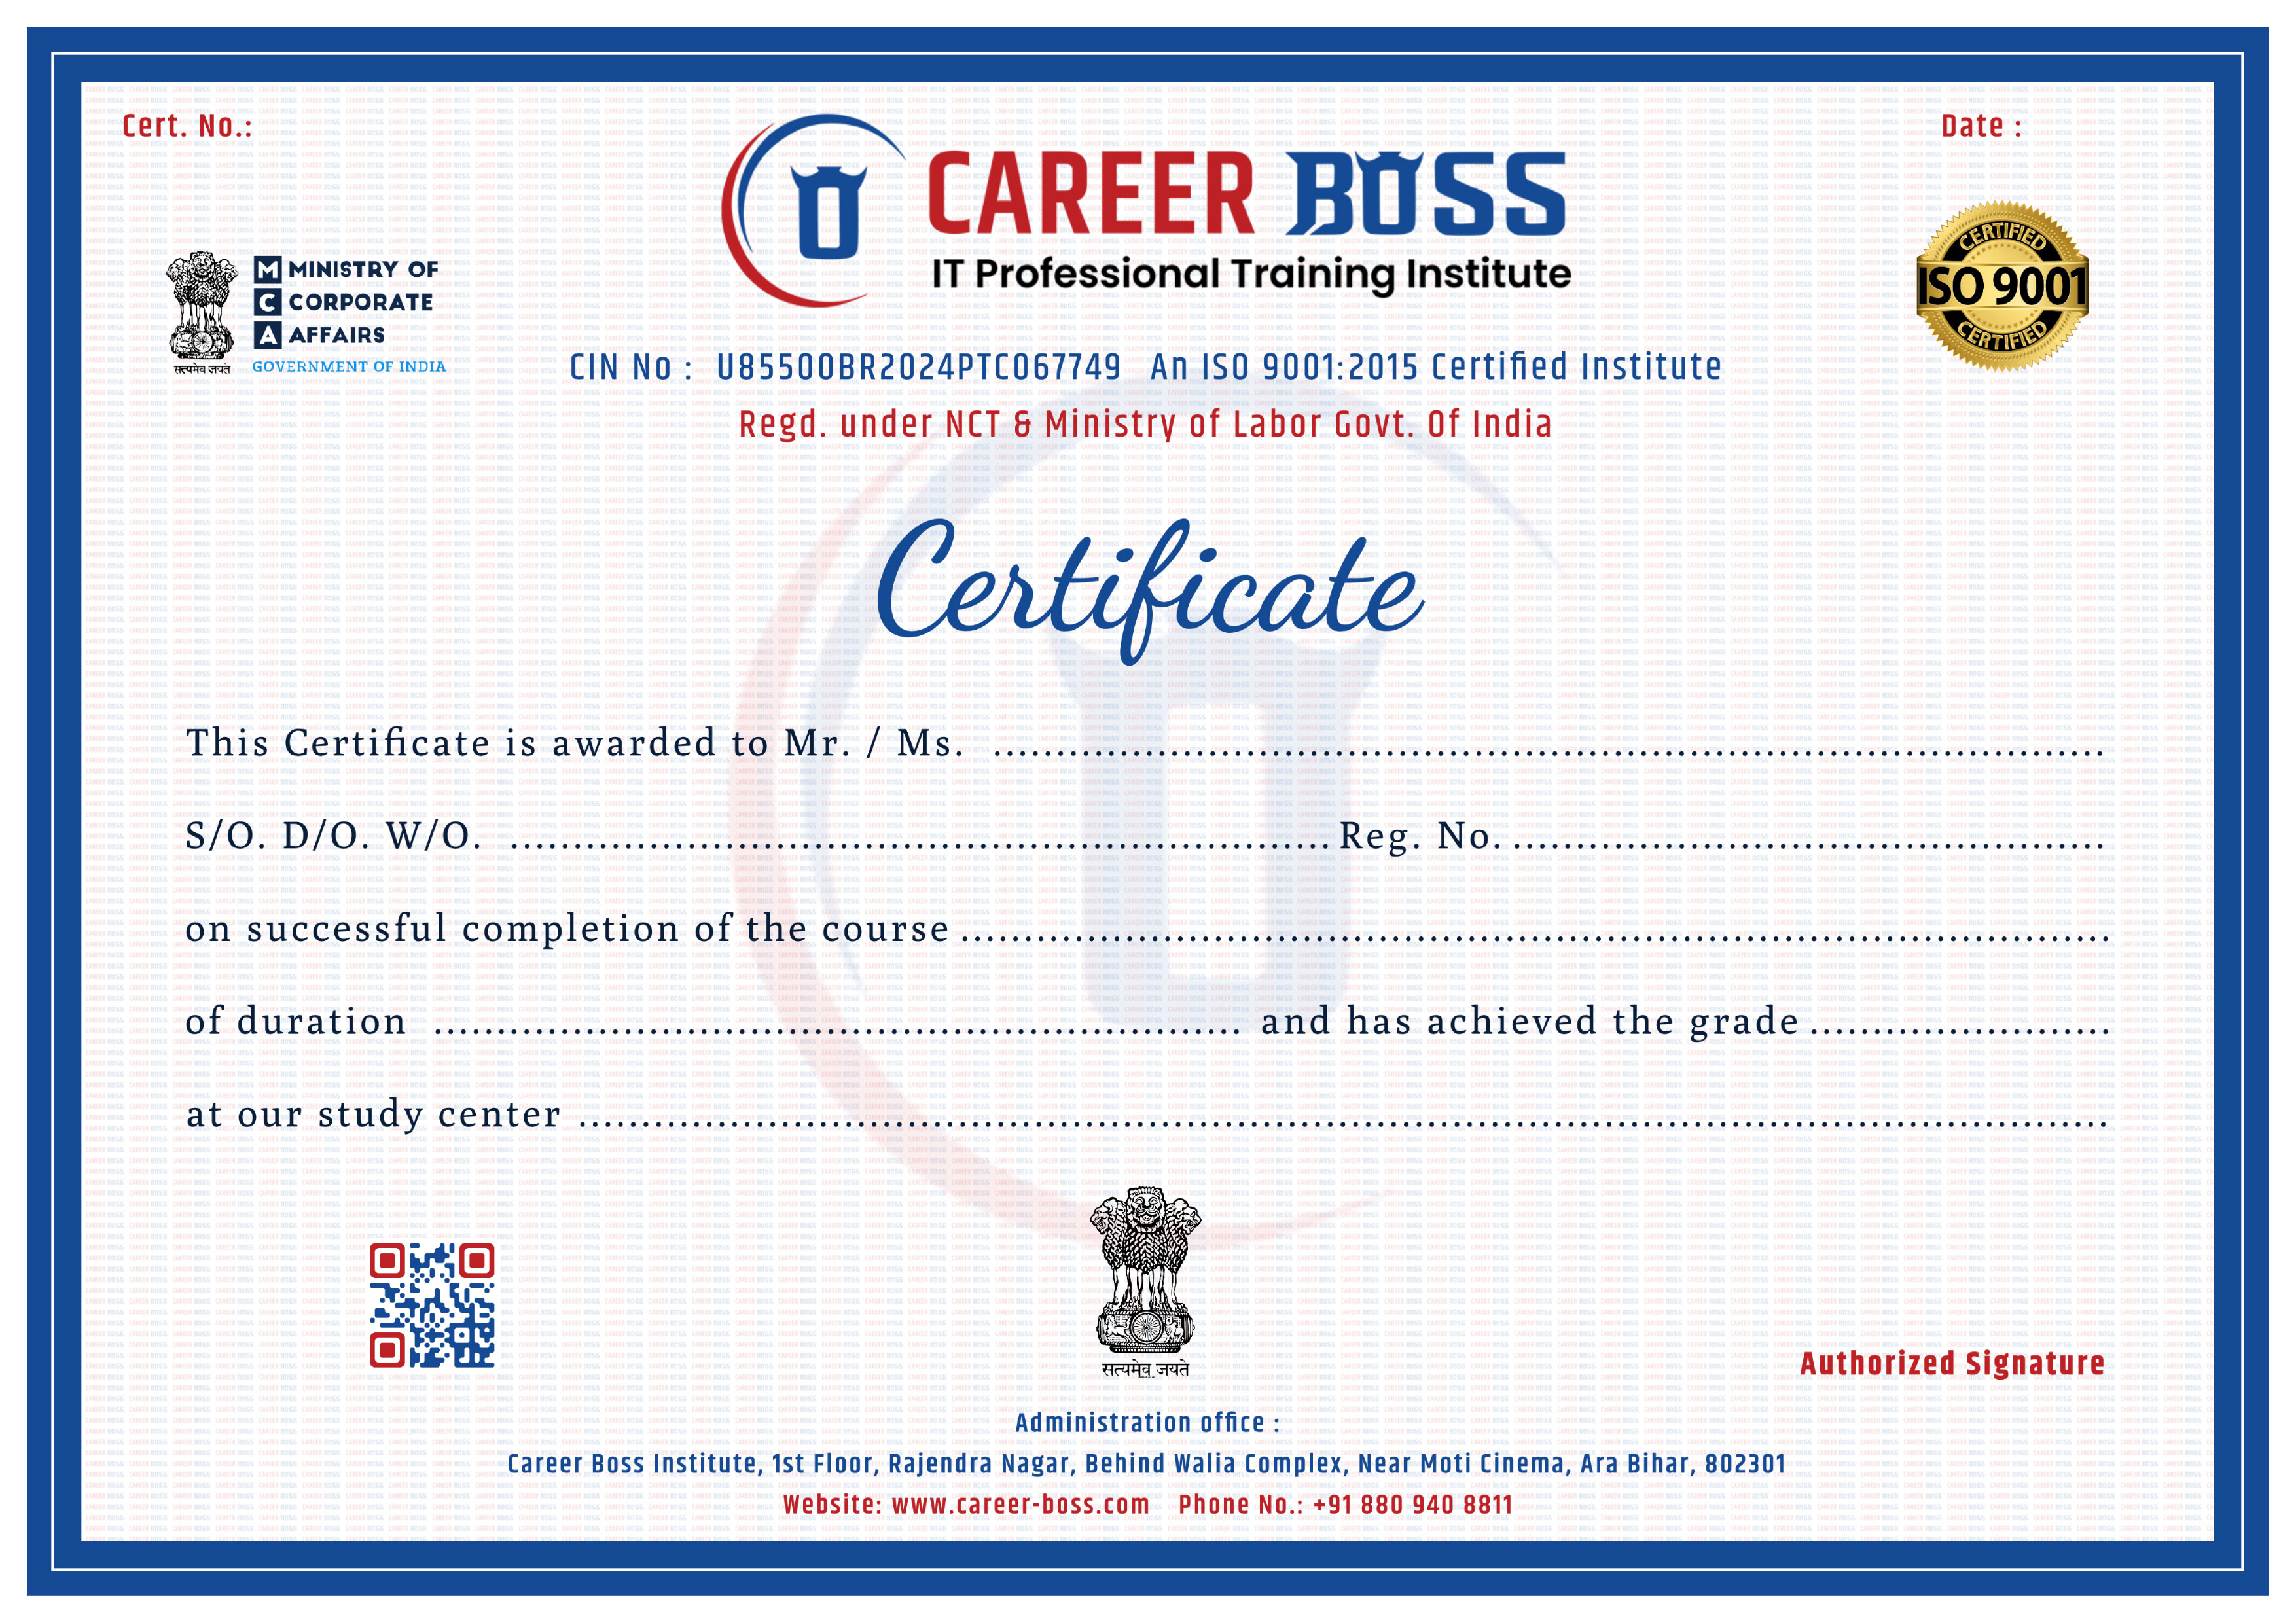 Cert. No.:
Date :
CAREER BOSS
IT Professional Training Institute
M MINISTRY OF
C CORPORATE
A AFFAIRS
GOVERNMENT OF INDIA
सत्यमेव जयते
CERTIFIED
ISO 9001
CERTIFIED
CIN No : U85500BR2024PTC067749 An ISO 9001:2015 Certified Institute
Regd. under NCT & Ministry of Labor Govt. Of India
Certificate
This Certificate is awarded to Mr. / Ms. ........................................................................................
S/O. D/O. W/O. ................................................................. Reg. No. ................................................
on successful completion of the course ...........................................................................................
of duration ................................................................ and has achieved the grade ........................
at our study center .........................................................................................................................
सत्यमेव जयते
Authorized Signature
Administration office :
Career Boss Institute, 1st Floor, Rajendra Nagar, Behind Walia Complex, Near Moti Cinema, Ara Bihar, 802301
Website: www.career-boss.com Phone No.: +91 880 940 8811